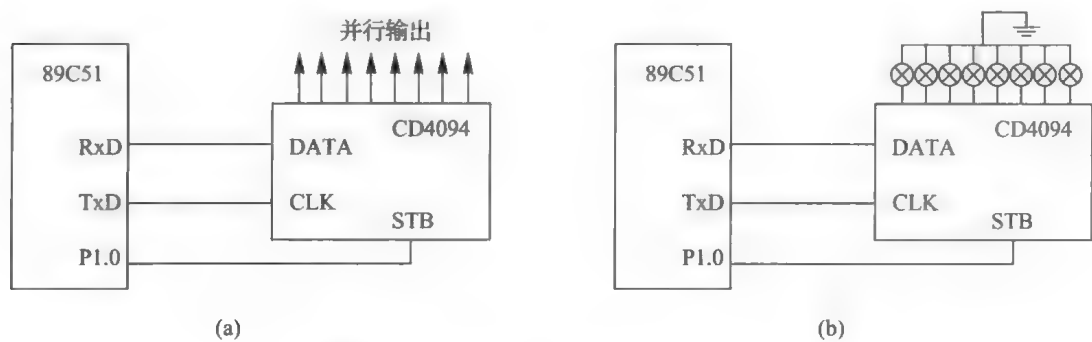 并行输出
89C51
CD4094
RxD
DATA
TxD
CLK
STB
P1.0
(a)
89C51
CD4094
RxD
DATA
TxD
CLK
STB
P1.0
(b)